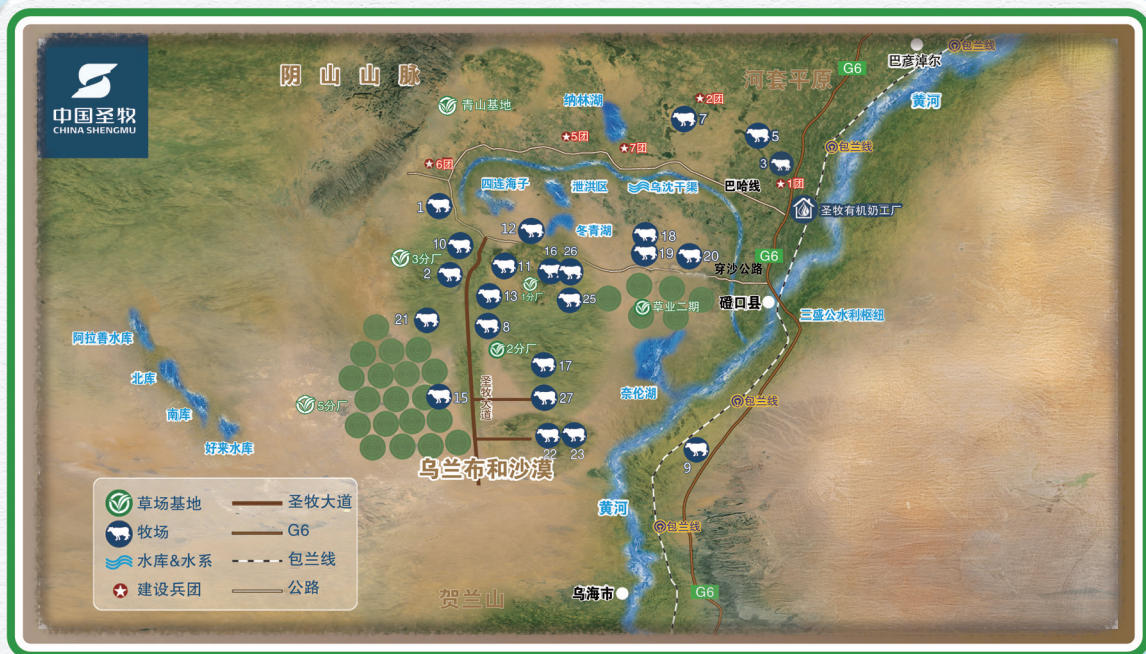 中国圣牧
CHINA SHENGMU
阴山山脉
青山基地
纳林湖
2团
7
河套平原
G6
巴彦淖尔
包兰线
黄河
5团
7团
5
3
包兰线
6团
四连海子
泄洪区
乌沈干渠
巴哈线
1团
圣牧有机奶工厂
1
12
冬青湖
18
10
3分厂
2
11
16
26
19
20
G6
穿沙公路
13
1分厂
25
草业二期
磴口县
三盛公水利枢纽
21
8
2分厂
阿拉善水库
北库
南库
好来水库
5分厂
15
圣牧大道
17
27
奈伦湖
包兰线
22
23
9
乌兰布和沙漠
黄河
包兰线
草场基地
圣牧大道
牧场
G6
水库&水系
包兰线
建设兵团
公路
贺兰山
乌海市
G6